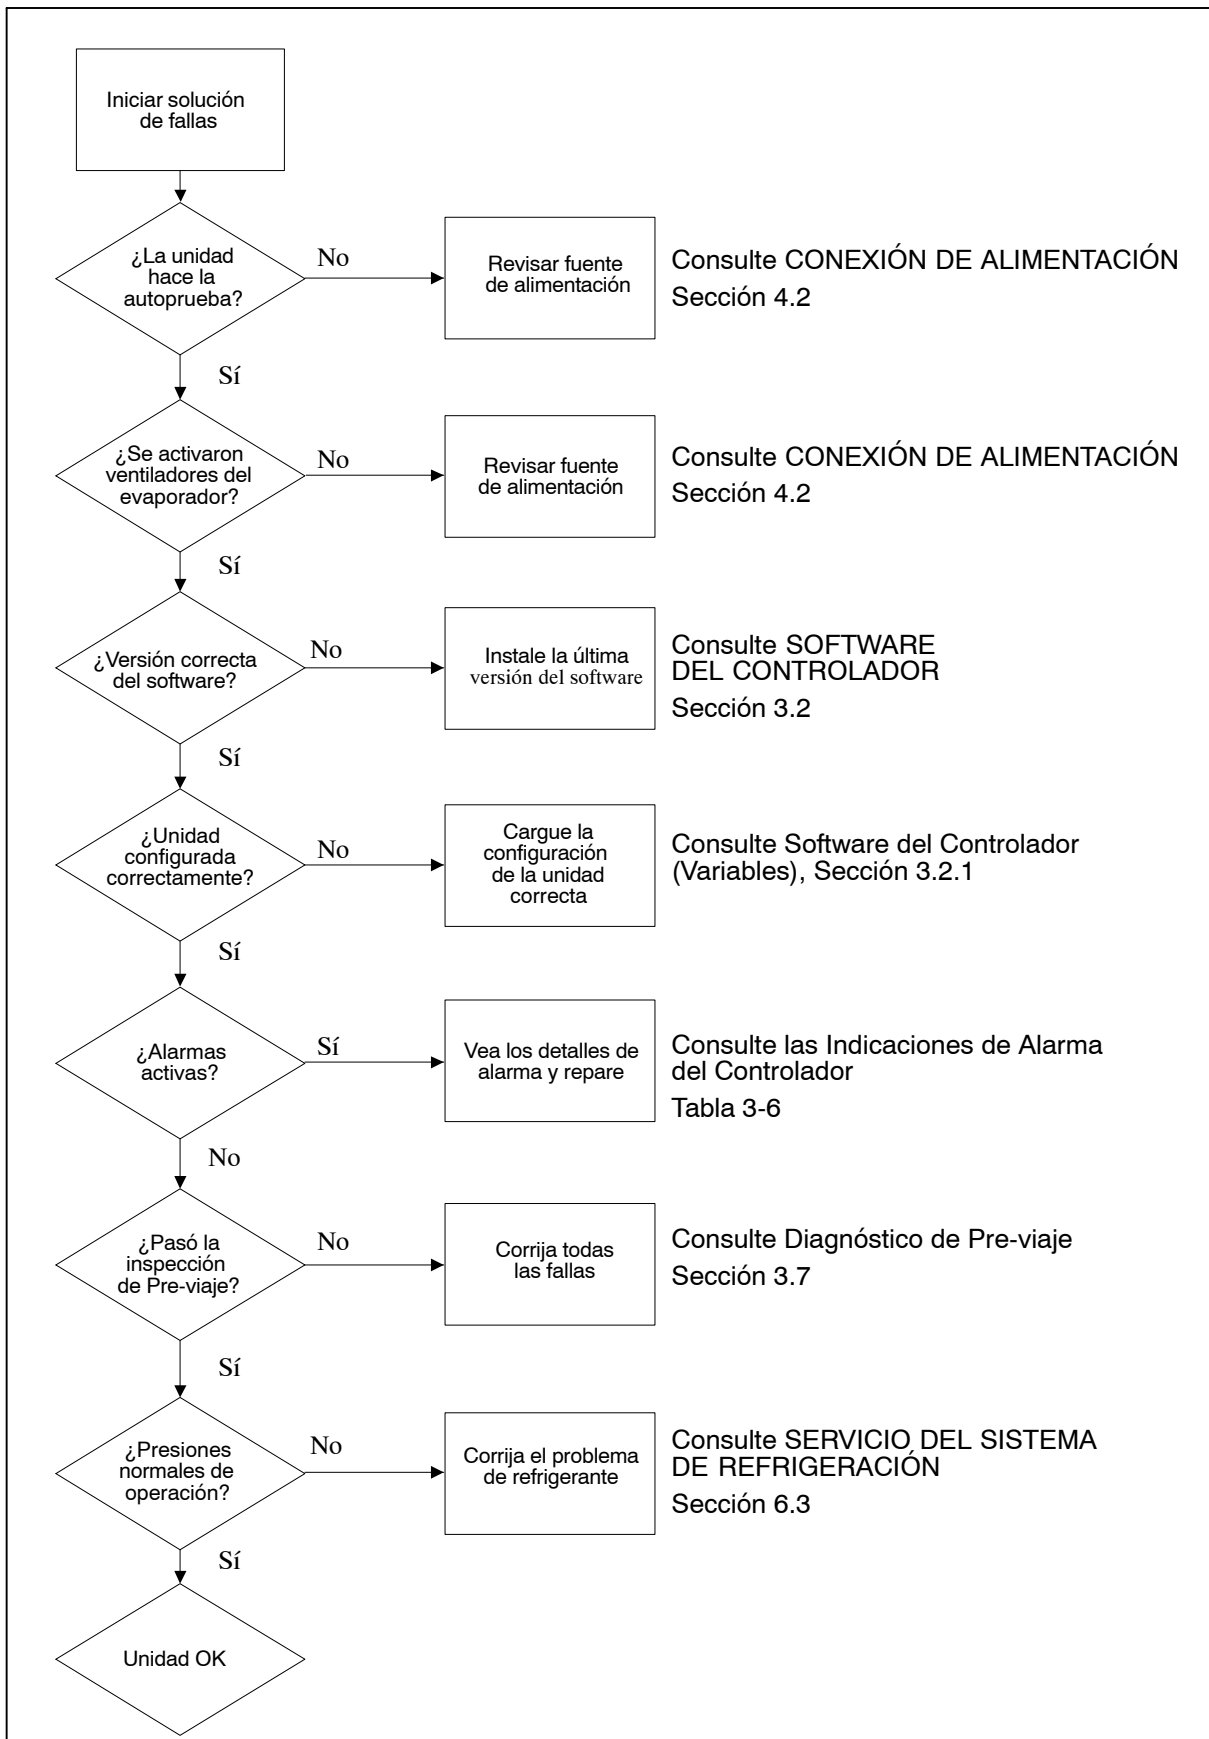 Iniciar solución
de fallas
¿La unidad
hace la
autoprueba?
No
Revisar fuente
de alimentación
Consulte CONEXIÓN DE ALIMENTACIÓN
Sección 4.2
Sí
¿Se activaron
ventiladores del
evaporador?
No
Revisar fuente
de alimentación
Consulte CONEXIÓN DE ALIMENTACIÓN
Sección 4.2
Sí
¿Versión correcta
del software?
No
Instale la última
versión del software
Consulte SOFTWARE
DEL CONTROLADOR
Sección 3.2
Sí
¿Unidad
configurada
correctamente?
No
Cargue la
configuración
de la unidad
correcta
Consulte Software del Controlador
(Variables), Sección 3.2.1
Sí
¿Alarmas
activas?
Sí
Vea los detalles de
alarma y repare
Consulte las Indicaciones de Alarma
del Controlador
Tabla 3-6
No
¿Pasó la
inspección
de Pre-viaje?
No
Corrija todas
las fallas
Consulte Diagnóstico de Pre-viaje
Sección 3.7
Sí
¿Presiones
normales de
operación?
No
Corrija el problema
de refrigerante
Consulte SERVICIO DEL SISTEMA
DE REFRIGERACIÓN
Sección 6.3
Sí
Unidad OK